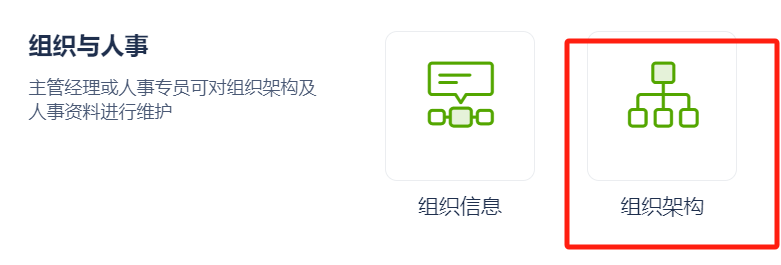 组织与人事
主管经理或人事专员可对组织架构及
人事资料进行维护
组织信息
组织架构